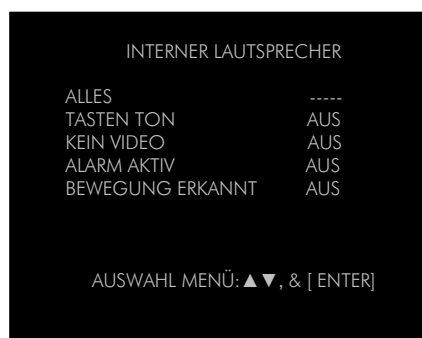 INTERNER LAUTSPRECHER
ALLES -----
TASTEN TON AUS
KEIN VIDEO AUS
ALARM AKTIV AUS
BEWEGUNG ERKANNT AUS
AUSWAHL MENÜ: ▲▼, & [ ENTER]